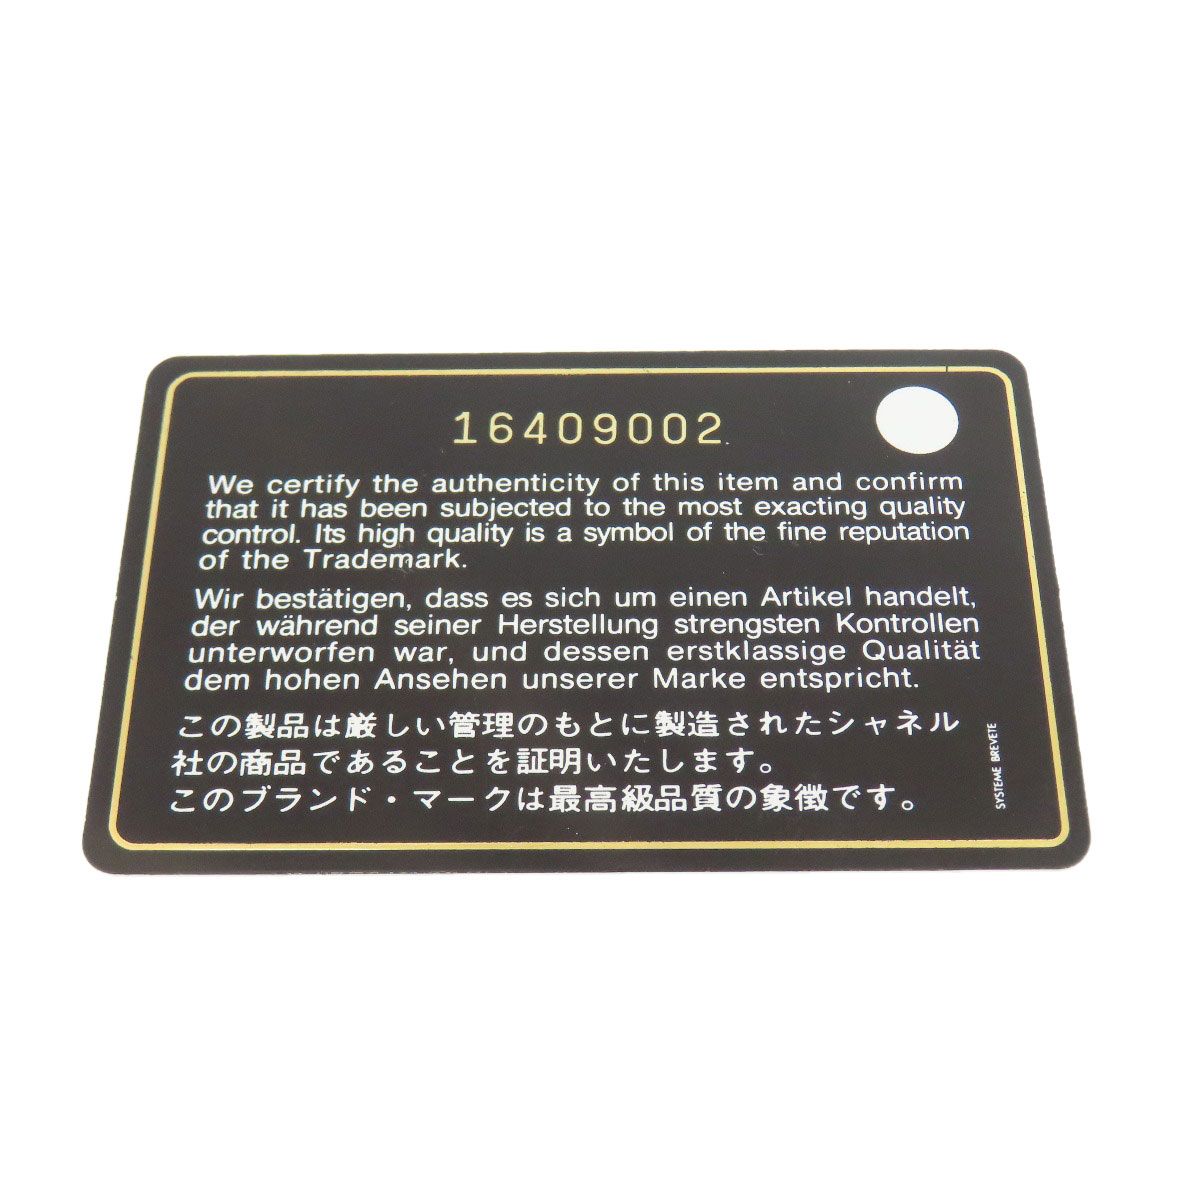 16409002
We certify the authenticity of this item and confirm
that it has been subjected to the most exacting quality
control. Its high quality is a symbol of the fine reputation
of the Trademark.
Wir bestätigen, dass es sich um einen Artikel handelt,
der während seiner Herstellung strengsten Kontrollen
unterworfen war, und dessen erstklassige Qualität
dem hohen Ansehen unserer Marke entspricht.
この製品は厳しい管理のもとに製造されたシャネル
社の商品であることを証明いたします。
このブランド・マークは最高級品質の象徴です。
SYSTEME BREVETE